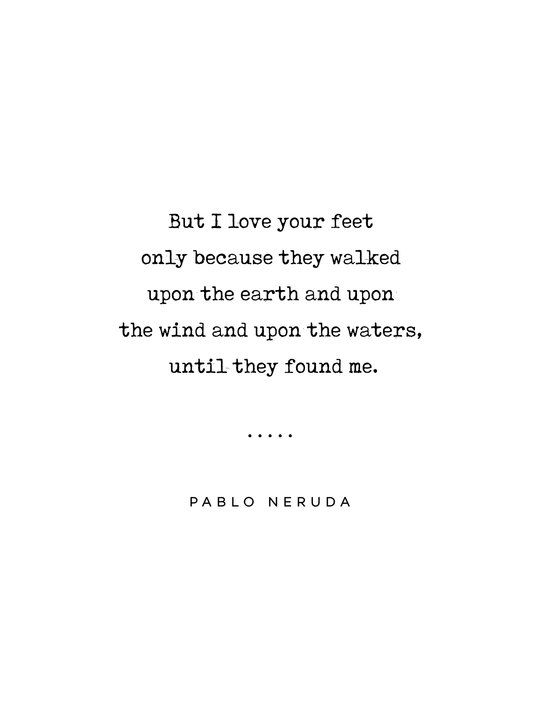 But I love your feet
only because they walked
upon the earth and upon
the wind and upon the waters,
until they found me.
.....
PABLO NERUDA